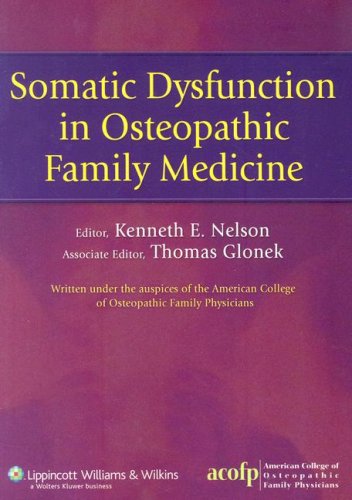 Somatic Dysfunction
in Osteopathic
Family Medicine
Editor, Kenneth E. Nelson
Associate Editor, Thomas Glonek
Written under the auspices of the American College
of Osteopathic Family Physicians
Lippincott Williams & Wilkins
a Wolters Kluwer business
acofp
American College of
Osteopathic
Family Physicians